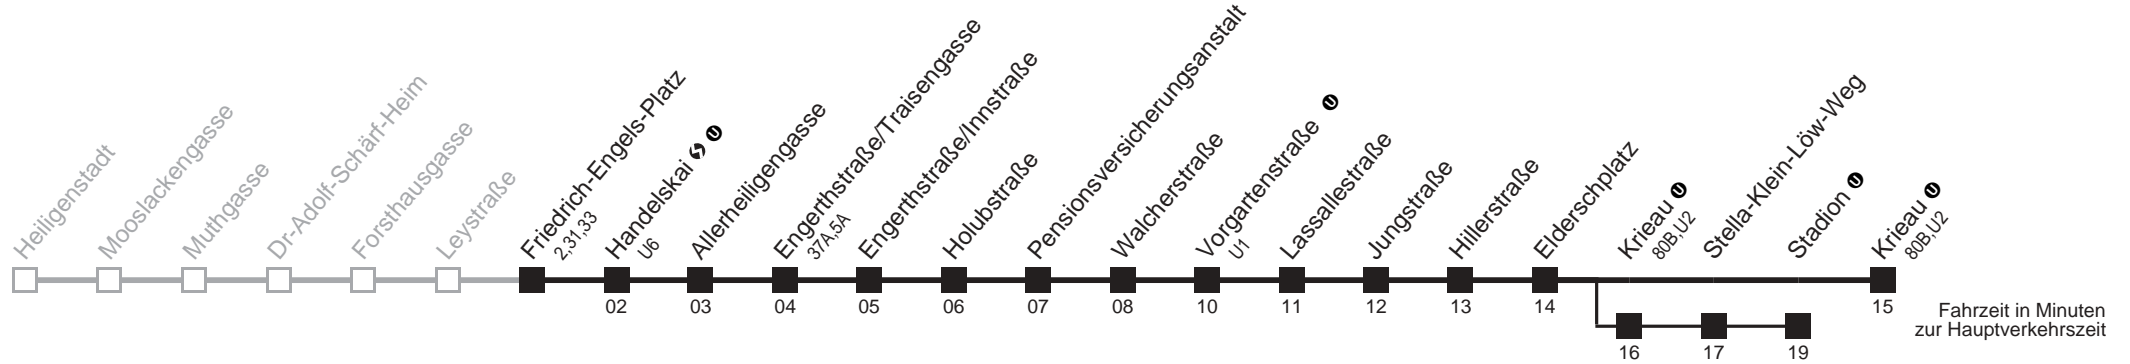 Heiligenstadt
Mooslackengasse
Muthgasse
Dr-Adolf-Schärf-Heim
Forsthausgasse
Leystraße
Friedrich-Engels-Platz
2,31,33
Handelskai U
U6
Allerheiligengasse
Engerthstraße/Traisengasse
37A,5A
Engerthstraße/Innstraße
Holubstraße
Pensionsversicherungsanstalt
Walcherstraße
Vorgartenstraße U
U1
Lassallestraße
Jungstraße
Hillerstraße
Elderschplatz
Krieau U
80B,U2
Stella-Klein-Löw-Weg
Stadion U
Krieau U
80B,U2
02 03 04 05 06 07 08 10 11 12 13 14 15
16 17 19
Fahrzeit in Minuten
zur Hauptverkehrszeit